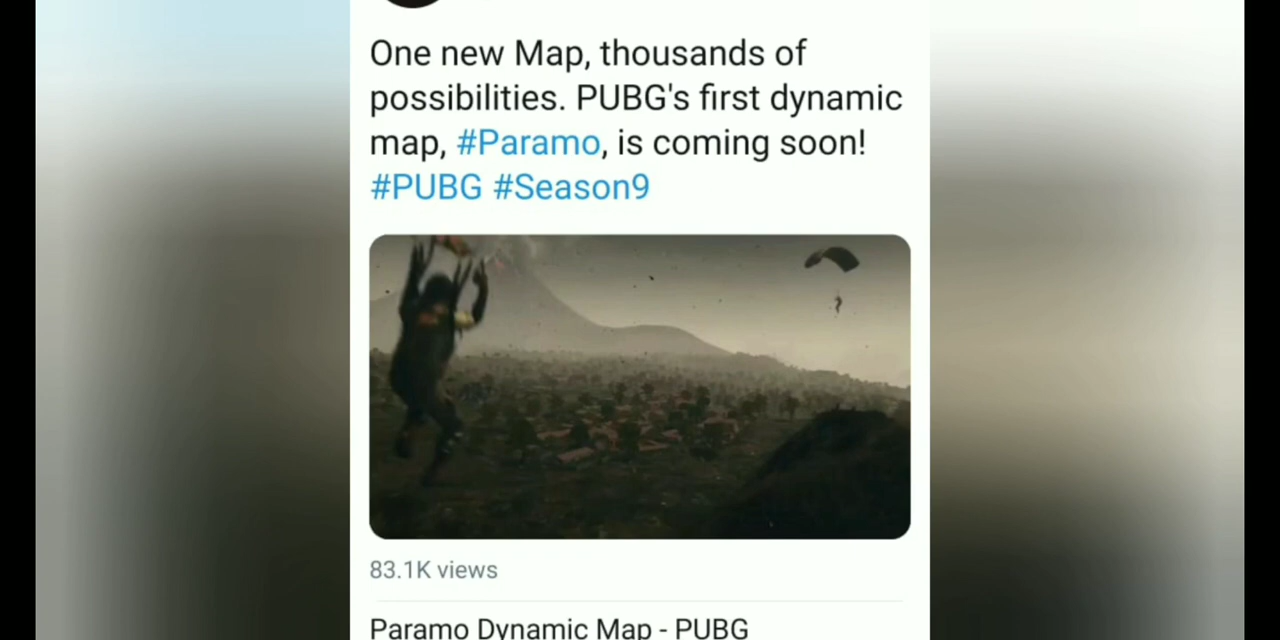 One new Map, thousands of
possibilities. PUBG's first dynamic
map, #Paramo, is coming soon!
#PUBG #Season9
83.1K views
Paramo Dynamic Map - PUBG